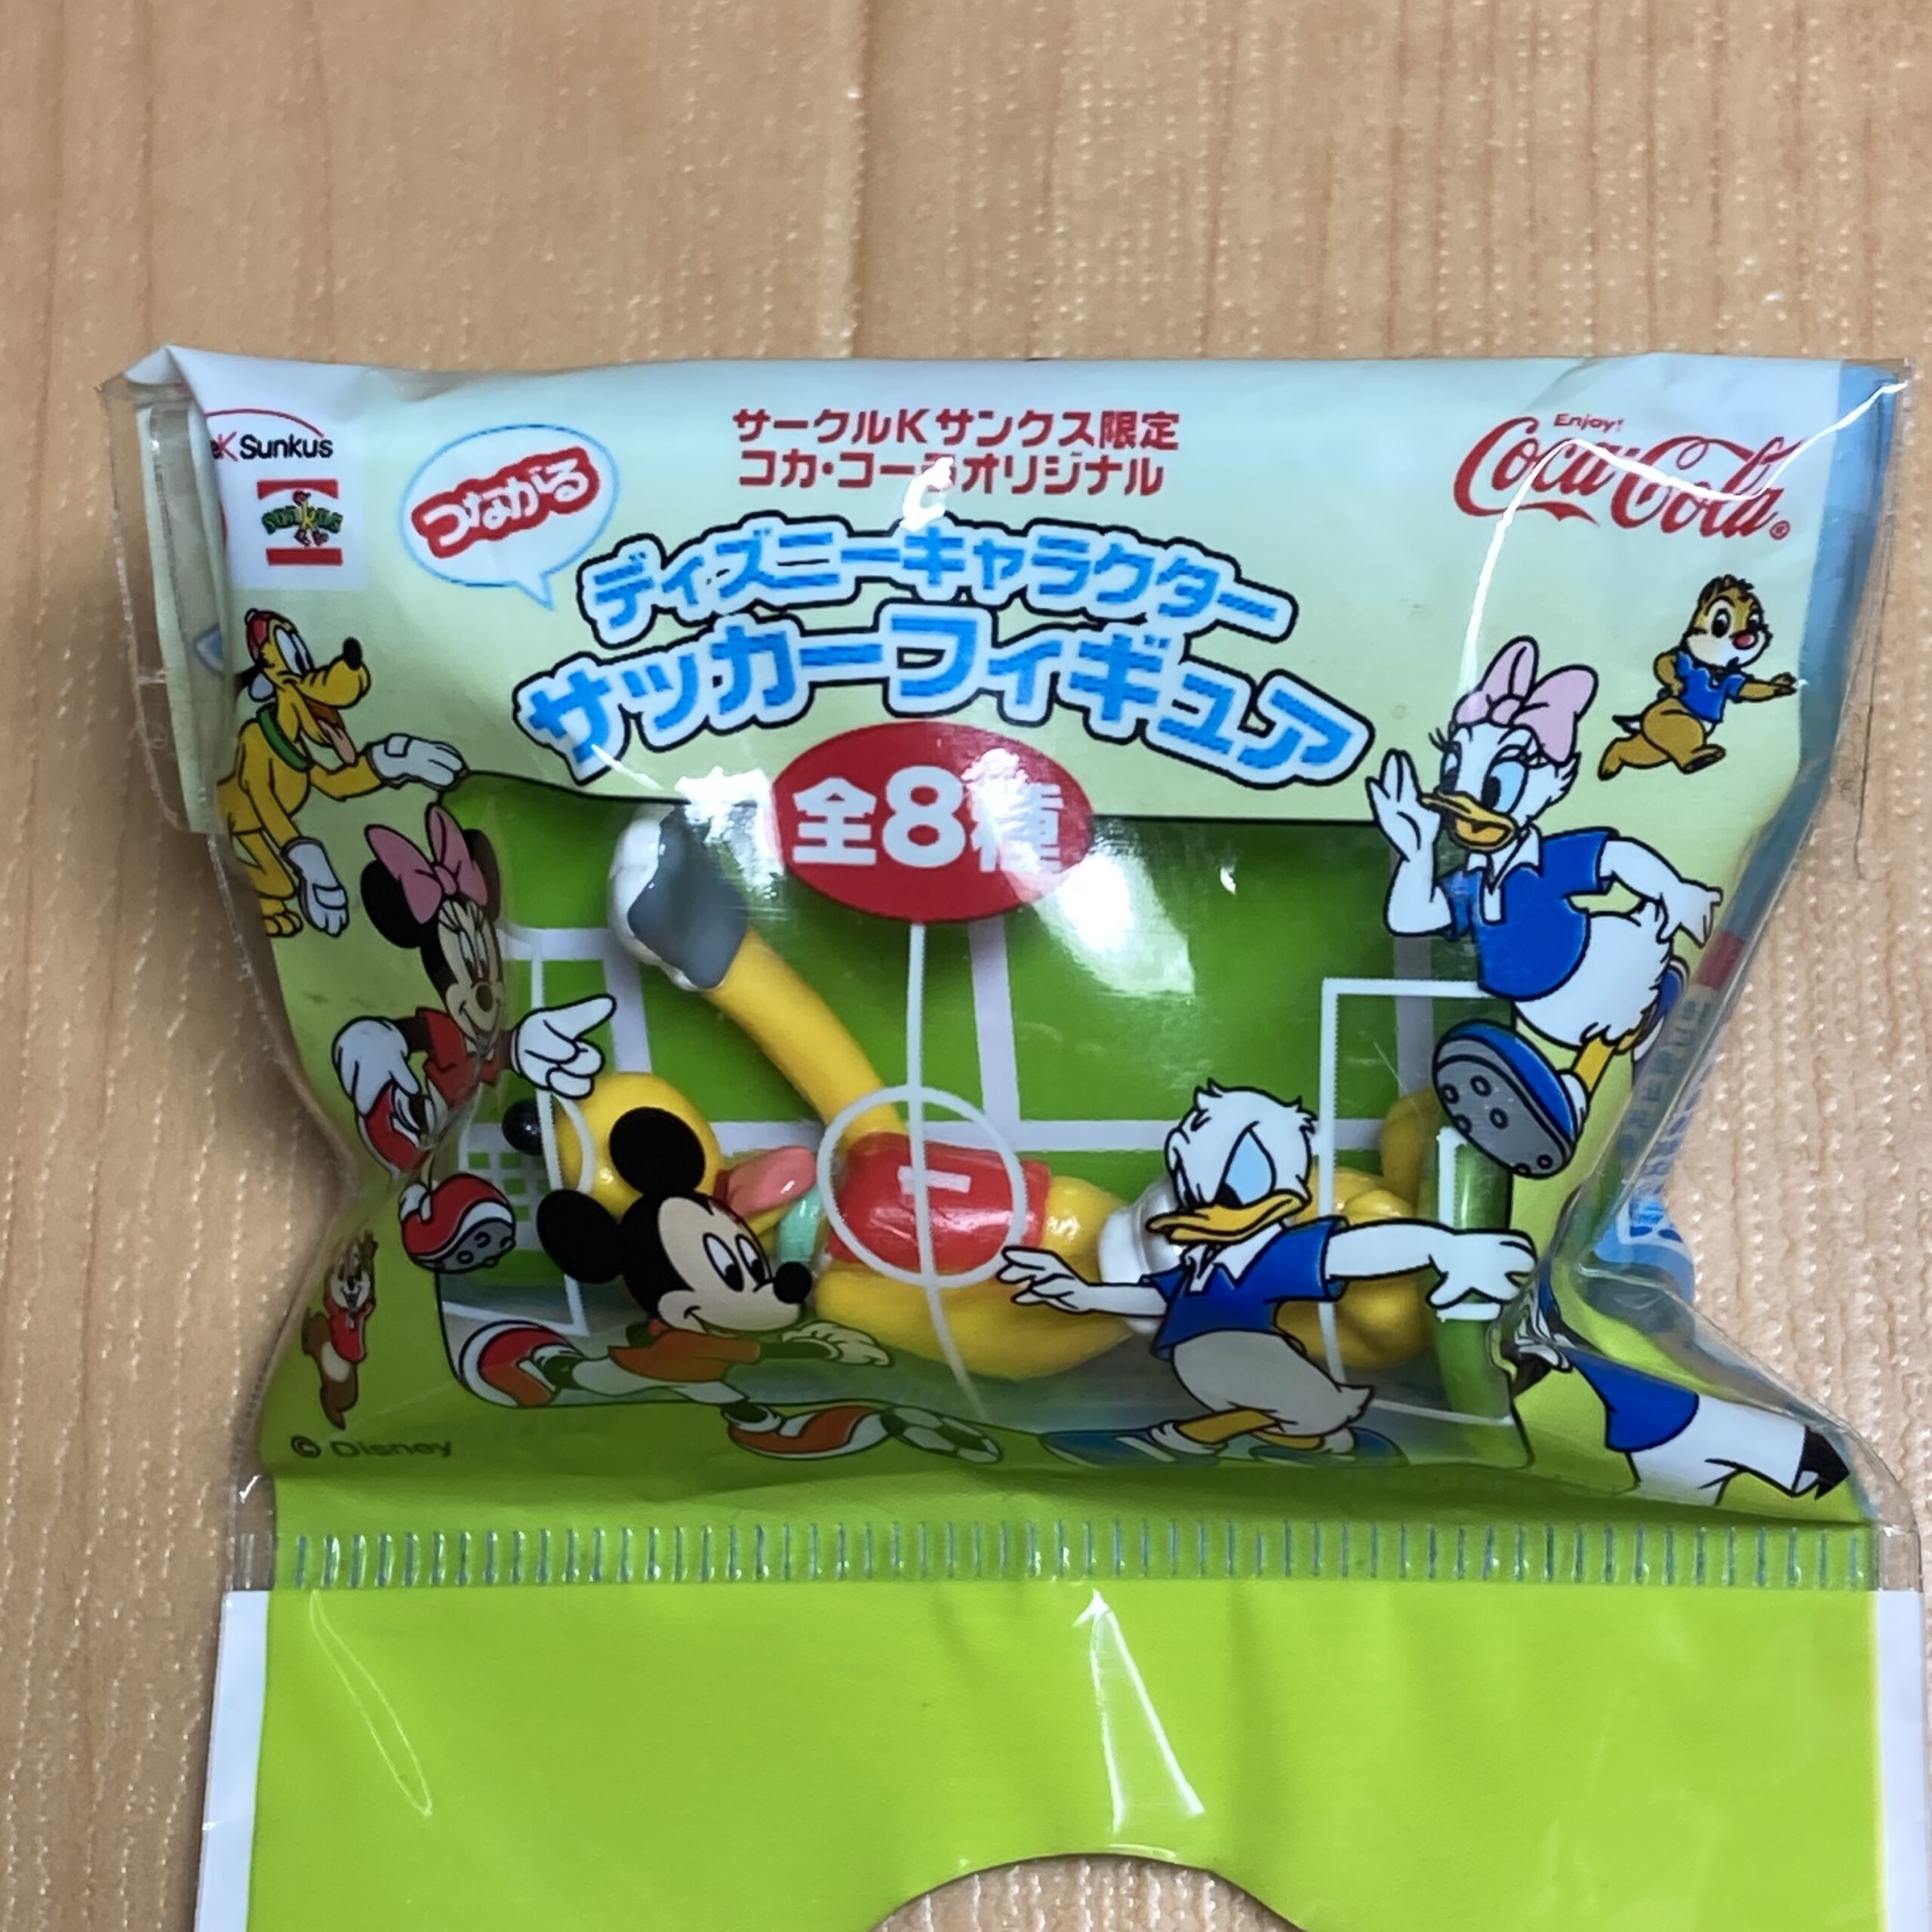 K Sunkus
sunkus
つながる
サークルKサンクス限定
コカ・コーラオリジナル
Enjoy!
Coca-Cola®
ディズニーキャラクター
サッカーフィギュア
全8種
© Disney